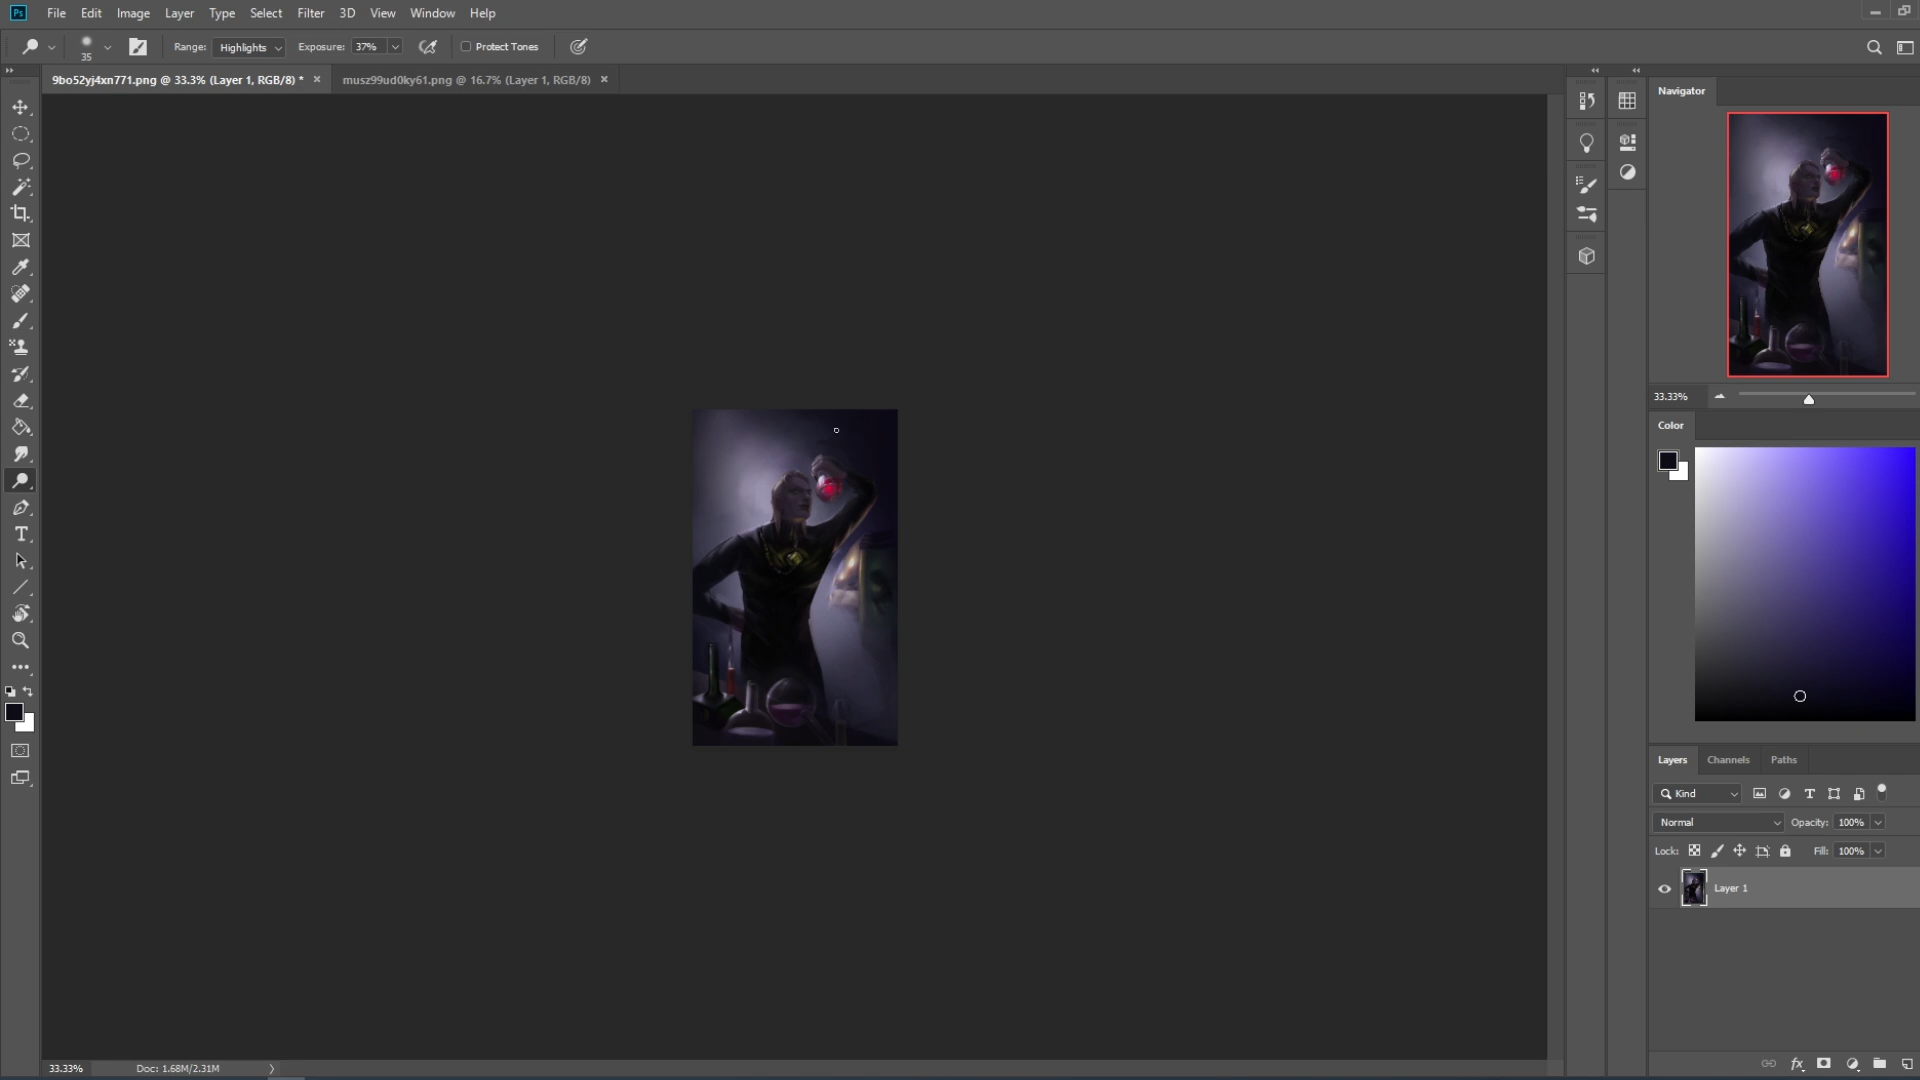 Ps File Edit Image Layer Type Select Filter 3D View Window Help
35 Range: Highlights Exposure: 37% Protect Tones
9bo52yj4xn771.png @ 33.3% (Layer 1, RGB/8) * × musz99ud0ky61.png @ 16.7% (Layer 1, RGB/8) ×
Navigator
33.33%
Color
Layers Channels Paths
Kind
Normal Opacity: 100%
Lock: Fill: 100%
Layer 1
33.33% Doc: 1.68M/2.31M